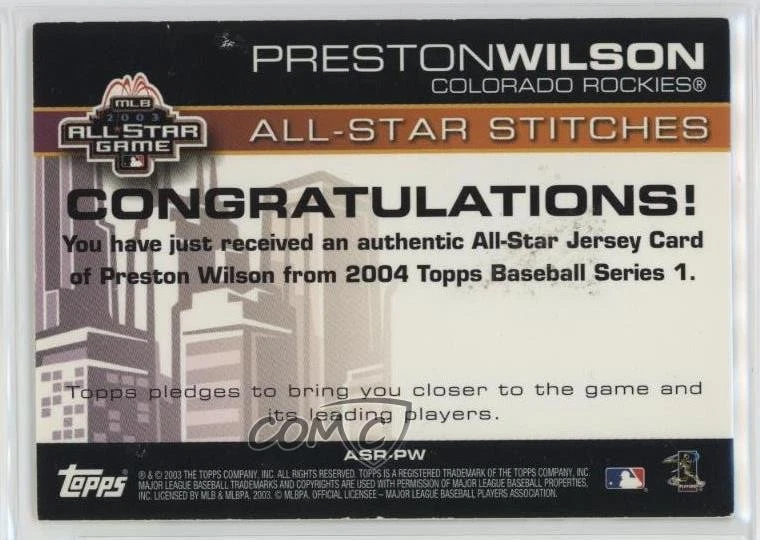 PRESTONWILSON
COLORADO ROCKIES®
MLB
2003
ALL-STAR
GAME
ALL-STAR STITCHES
CONGRATULATIONS!
You have just received an authentic All-Star Jersey Card
of Preston Wilson from 2004 Topps Baseball Series 1.
Topps pledges to bring you closer to the game and
its leading players.
COMC
ASR-PW
Topps
® & © 2003 THE TOPPS COMPANY, INC. ALL RIGHTS RESERVED. TOPPS IS A REGISTERED TRADEMARK OF THE TOPPS COMPANY, INC.
MAJOR LEAGUE BASEBALL TRADEMARKS AND COPYRIGHTS ARE USED WITH PERMISSION OF MAJOR LEAGUE BASEBALL PROPERTIES,
INC. LICENSED BY MLB & MLBPA, 2003. © MLBPA. OFFICIAL LICENSEE – MAJOR LEAGUE BASEBALL PLAYERS ASSOCIATION.